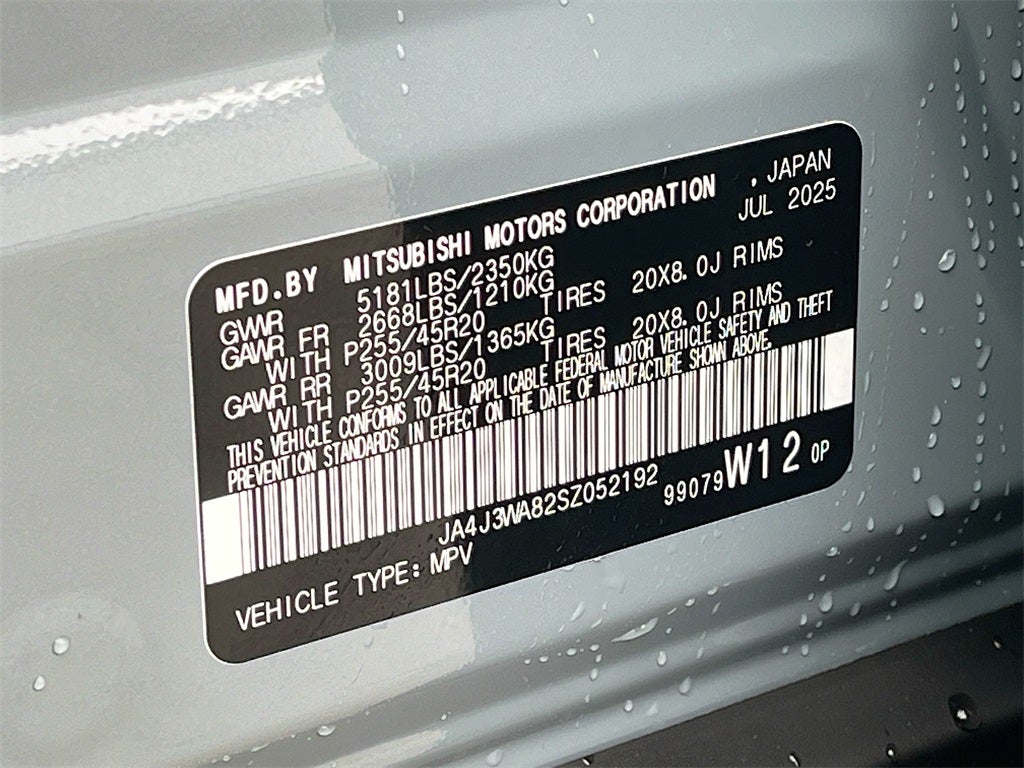 MFD.BY MITSUBISHI MOTORS CORPORATION . JAPAN
JUL 2025
GVWR 5181LBS/2350KG
GAWR FR 2668LBS/1210KG
WITH P255/45R20 TIRES 20X8.0J RIMS
GAWR RR 3009LBS/1365KG
WITH P255/45R20 TIRES 20X8.0J RIMS
THIS VEHICLE CONFORMS TO ALL APPLICABLE FEDERAL MOTOR VEHICLE SAFETY AND THEFT
PREVENTION STANDARDS IN EFFECT ON THE DATE OF MANUFACTURE SHOWN ABOVE.
JA4J3WA82SZ052192 99079 W12 OP
VEHICLE TYPE: MPV